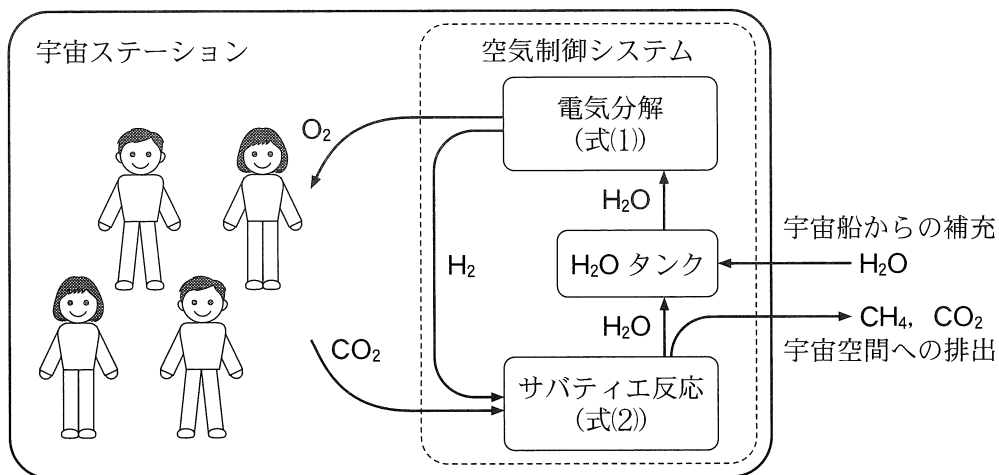 宇宙ステーション
空気制御システム
電気分解
(式(1))
O₂
H₂O
宇宙船からの補充
H₂
H₂O タンク
H₂O
H₂O
CH₄, CO₂
宇宙空間への排出
CO₂
サバティエ反応
(式(2))